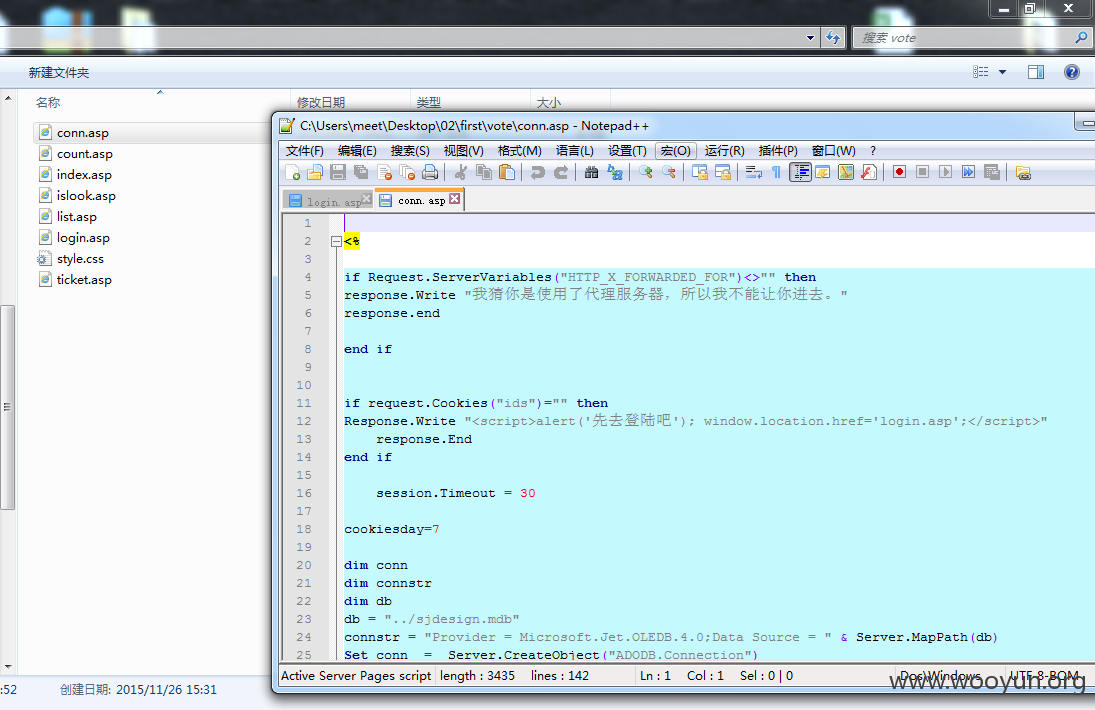 搜索 vote
新建文件夹
名称
修改日期
类型
大小
conn.asp
count.asp
index.asp
islook.asp
list.asp
login.asp
style.css
ticket.asp
:52
创建日期: 2015/11/26 15:31
C:\Users\meet\Desktop\02\first\vote\conn.asp - Notepad++
文件(F) 编辑(E) 搜索(S) 视图(V) 格式(M) 语言(L) 设置(T) 宏(O) 运行(R) 插件(P) 窗口(W) ?
login.asp conn.asp
1
2 <%
3
4 if Request.ServerVariables("HTTP_X_FORWARDED_FOR")<>"" then
5 response.Write "我猜你是使用了代理服务器，所以我不能让你进去。"
6 response.end
7
8 end if
9
10
11 if request.Cookies("ids")="" then
12 Response.Write "<script>alert('先去登陆吧'); window.location.href='login.asp';</script>"
13 response.End
14 end if
15
16 session.Timeout = 30
17
18 cookiesday=7
19
20 dim conn
21 dim connstr
22 dim db
23 db = "../sjdesign.mdb"
24 connstr = "Provider = Microsoft.Jet.OLEDB.4.0;Data Source = " & Server.MapPath(db)
25 Set conn = Server.CreateObject("ADODB.Connection")
Active Server Pages script length : 3435 lines : 142 Ln : 1 Col : 1 Sel : 0 | 0 Dos\Windows UTF-8-BOM
www.wooyun.org